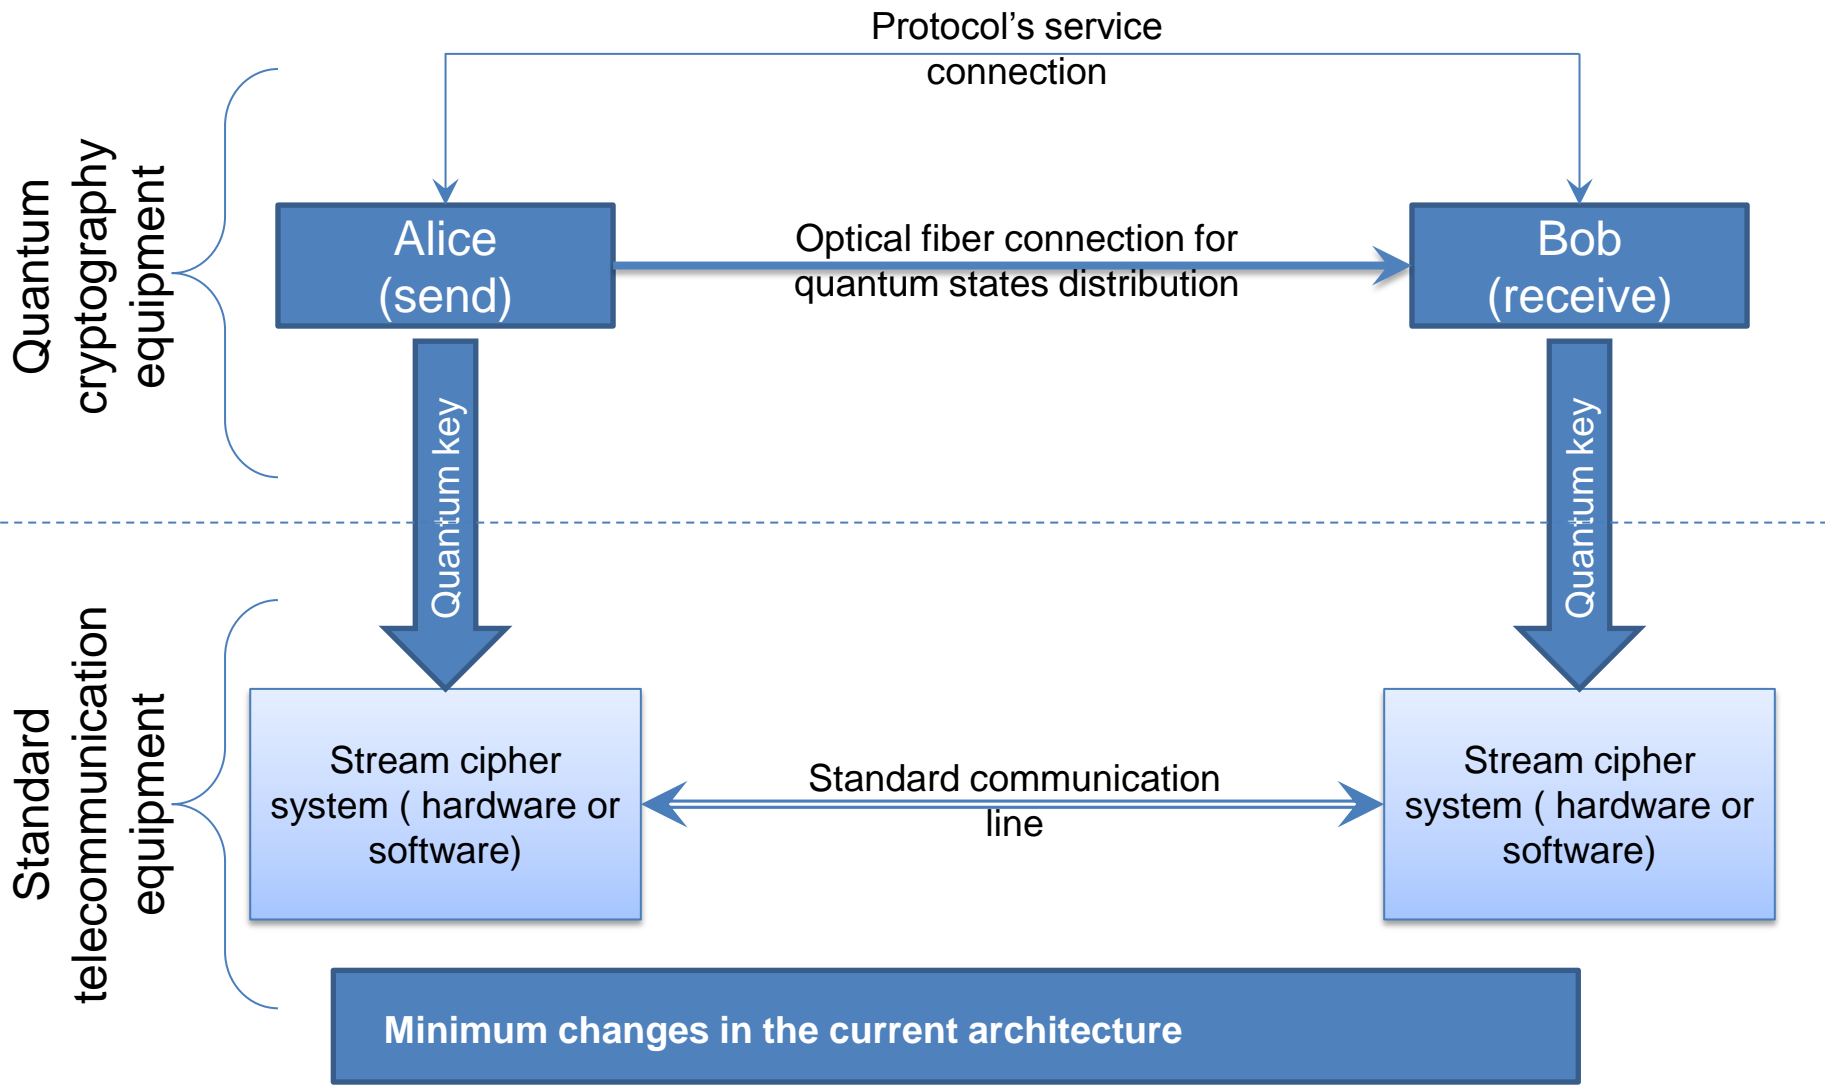 Protocol’s service
connection
Quantum
cryptography
equipment
Alice
(send)
Optical fiber connection for
quantum states distribution
Bob
(receive)
Quantum key
Quantum key
Standard
telecommunication
equipment
Stream cipher
system ( hardware or
software)
Standard communication
line
Stream cipher
system ( hardware or
software)
Minimum changes in the current architecture